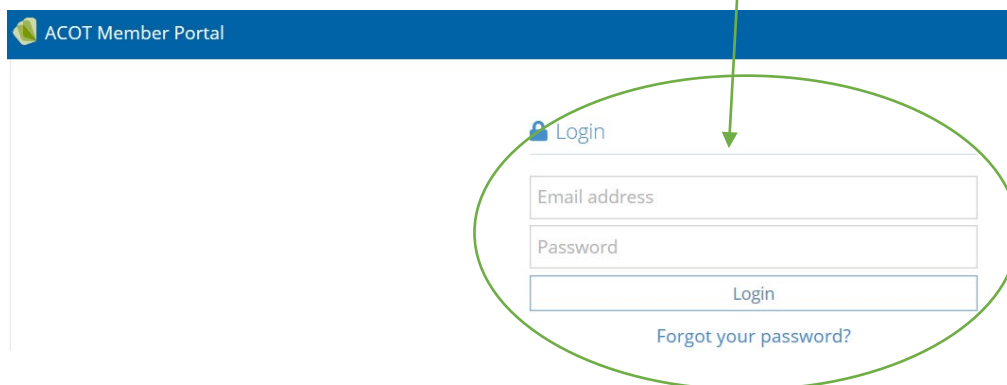 ACOT Member Portal
Login
Email address
Password
Login
Forgot your password?